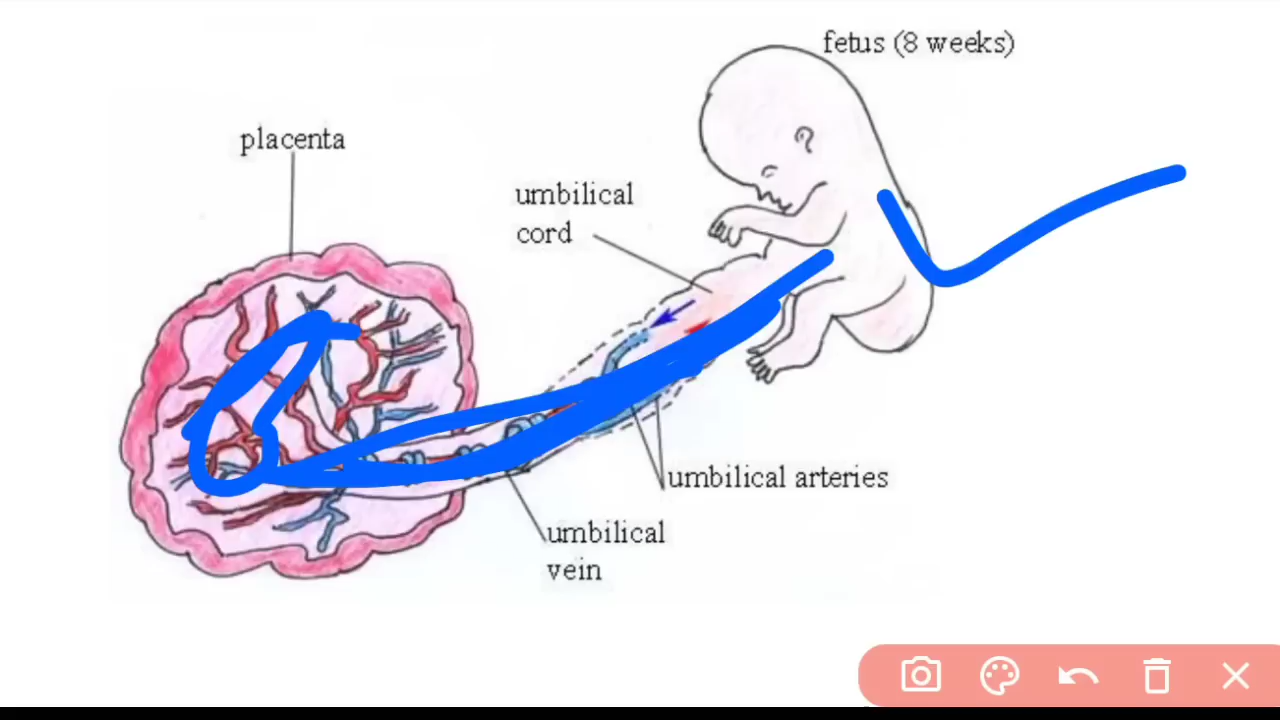 fetus (8 weeks)
placenta
umbilical
cord
umbilical arteries
umbilical
vein